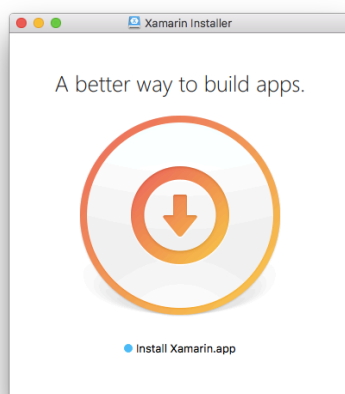 Xamarin Installer
A better way to build apps.
Install Xamarin.app